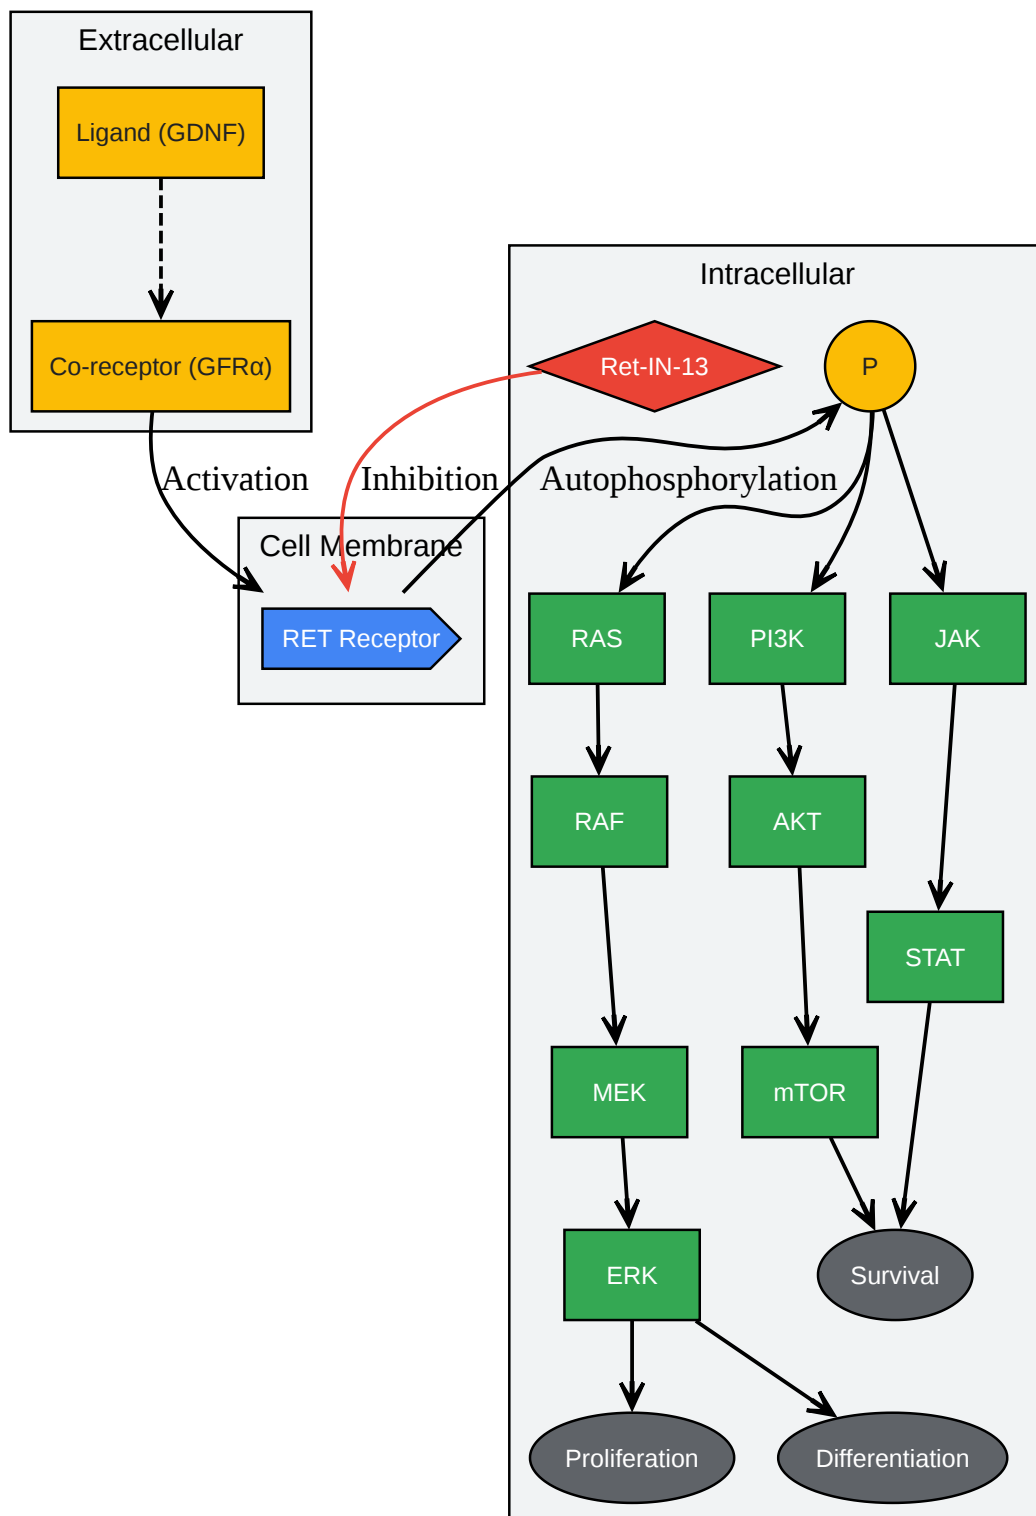 Extracellular
Ligand (GDNF)
Co-receptor (GFRα)
Intracellular
Ret-IN-13
P
Activation
Inhibition
Autophosphorylation
Cell Membrane
RET Receptor
RAS
PI3K
JAK
RAF
AKT
STAT
MEK
mTOR
ERK
Survival
Proliferation
Differentiation